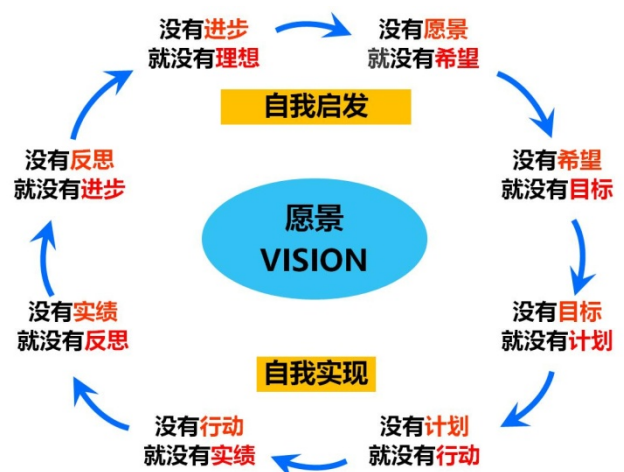 没有进步
就没有理想
没有愿景
就没有希望
自我启发
没有希望
就没有目标
没有反思
就没有进步
愿景
VISION
没有目标
就没有计划
没有实绩
就没有反思
自我实现
没有计划
就没有行动
没有行动
就没有实绩